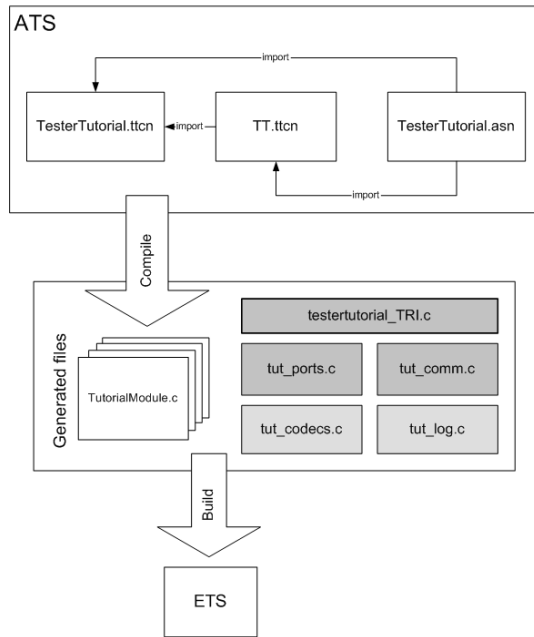 ATS
import
TesterTutorial.ttcn
import
TT.ttcn
TesterTutorial.asn
import
Compile
Generated files
TutorialModule.c
testertutorial_TRI.c
tut_ports.c
tut_comm.c
tut_codecs.c
tut_log.c
Build
ETS